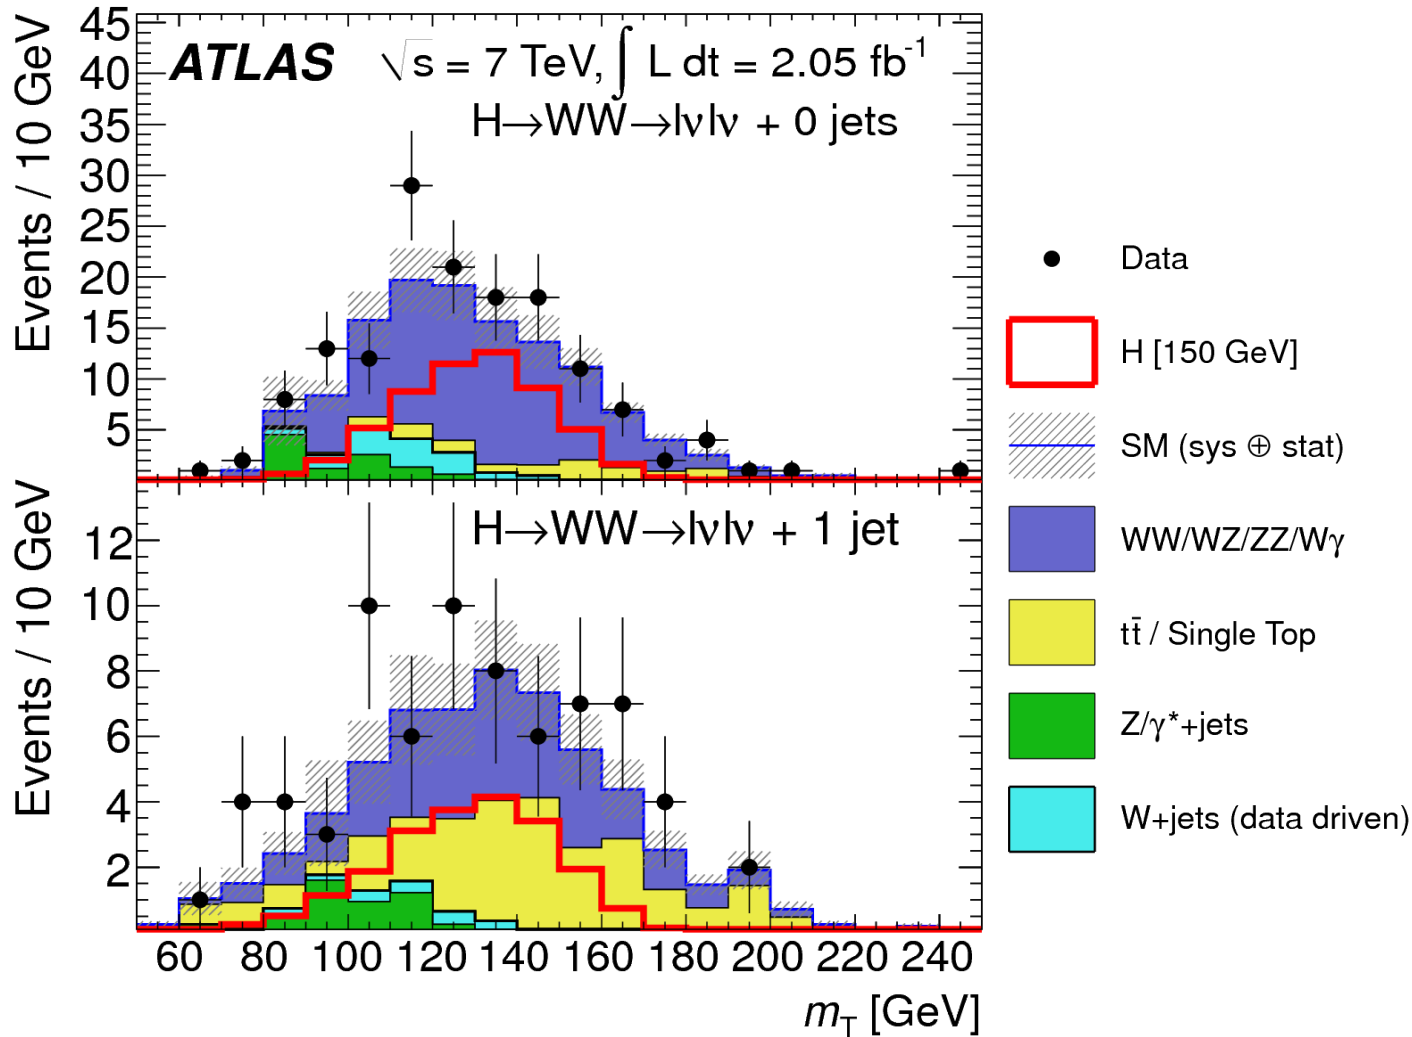 ATLAS √s = 7 TeV, ∫ L dt = 2.05 fb⁻¹
H→WW→lνlν + 0 jets
Events / 10 GeV
45
40
35
30
25
20
15
10
5
H→WW→lνlν + 1 jet
Events / 10 GeV
12
10
8
6
4
2
60 80 100 120 140 160 180 200 220 240
m_T [GeV]
Data
H [150 GeV]
SM (sys ⊕ stat)
WW/WZ/ZZ/Wγ
tt̄ / Single Top
Z/γ*+jets
W+jets (data driven)